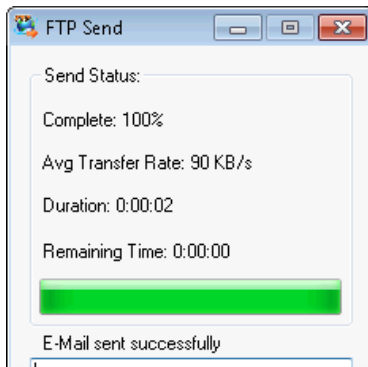 FTP Send
Send Status:
Complete: 100%
Avg Transfer Rate: 90 KB/s
Duration: 0:00:02
Remaining Time: 0:00:00
E-Mail sent successfully